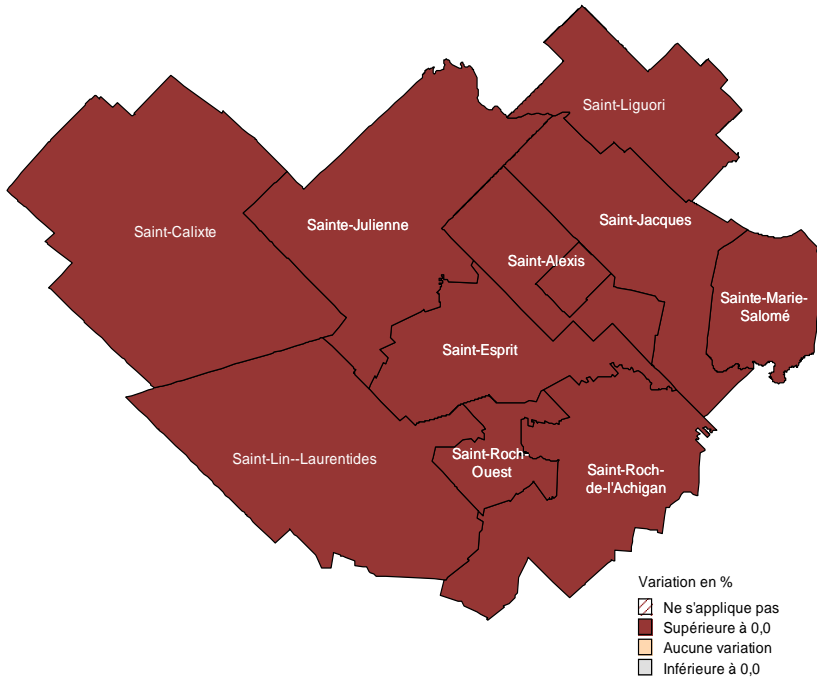 Saint-Liguori
Saint-Jacques
Sainte-Julienne
Saint-Calixte
Saint-Alexis
Sainte-Marie-
Salomé
Saint-Esprit
Saint-Lin--Laurentides
Saint-Roch-
Ouest
Saint-Roch-
de-l'Achigan
Variation en %
Ne s'applique pas
Supérieure à 0,0
Aucune variation
Inférieure à 0,0